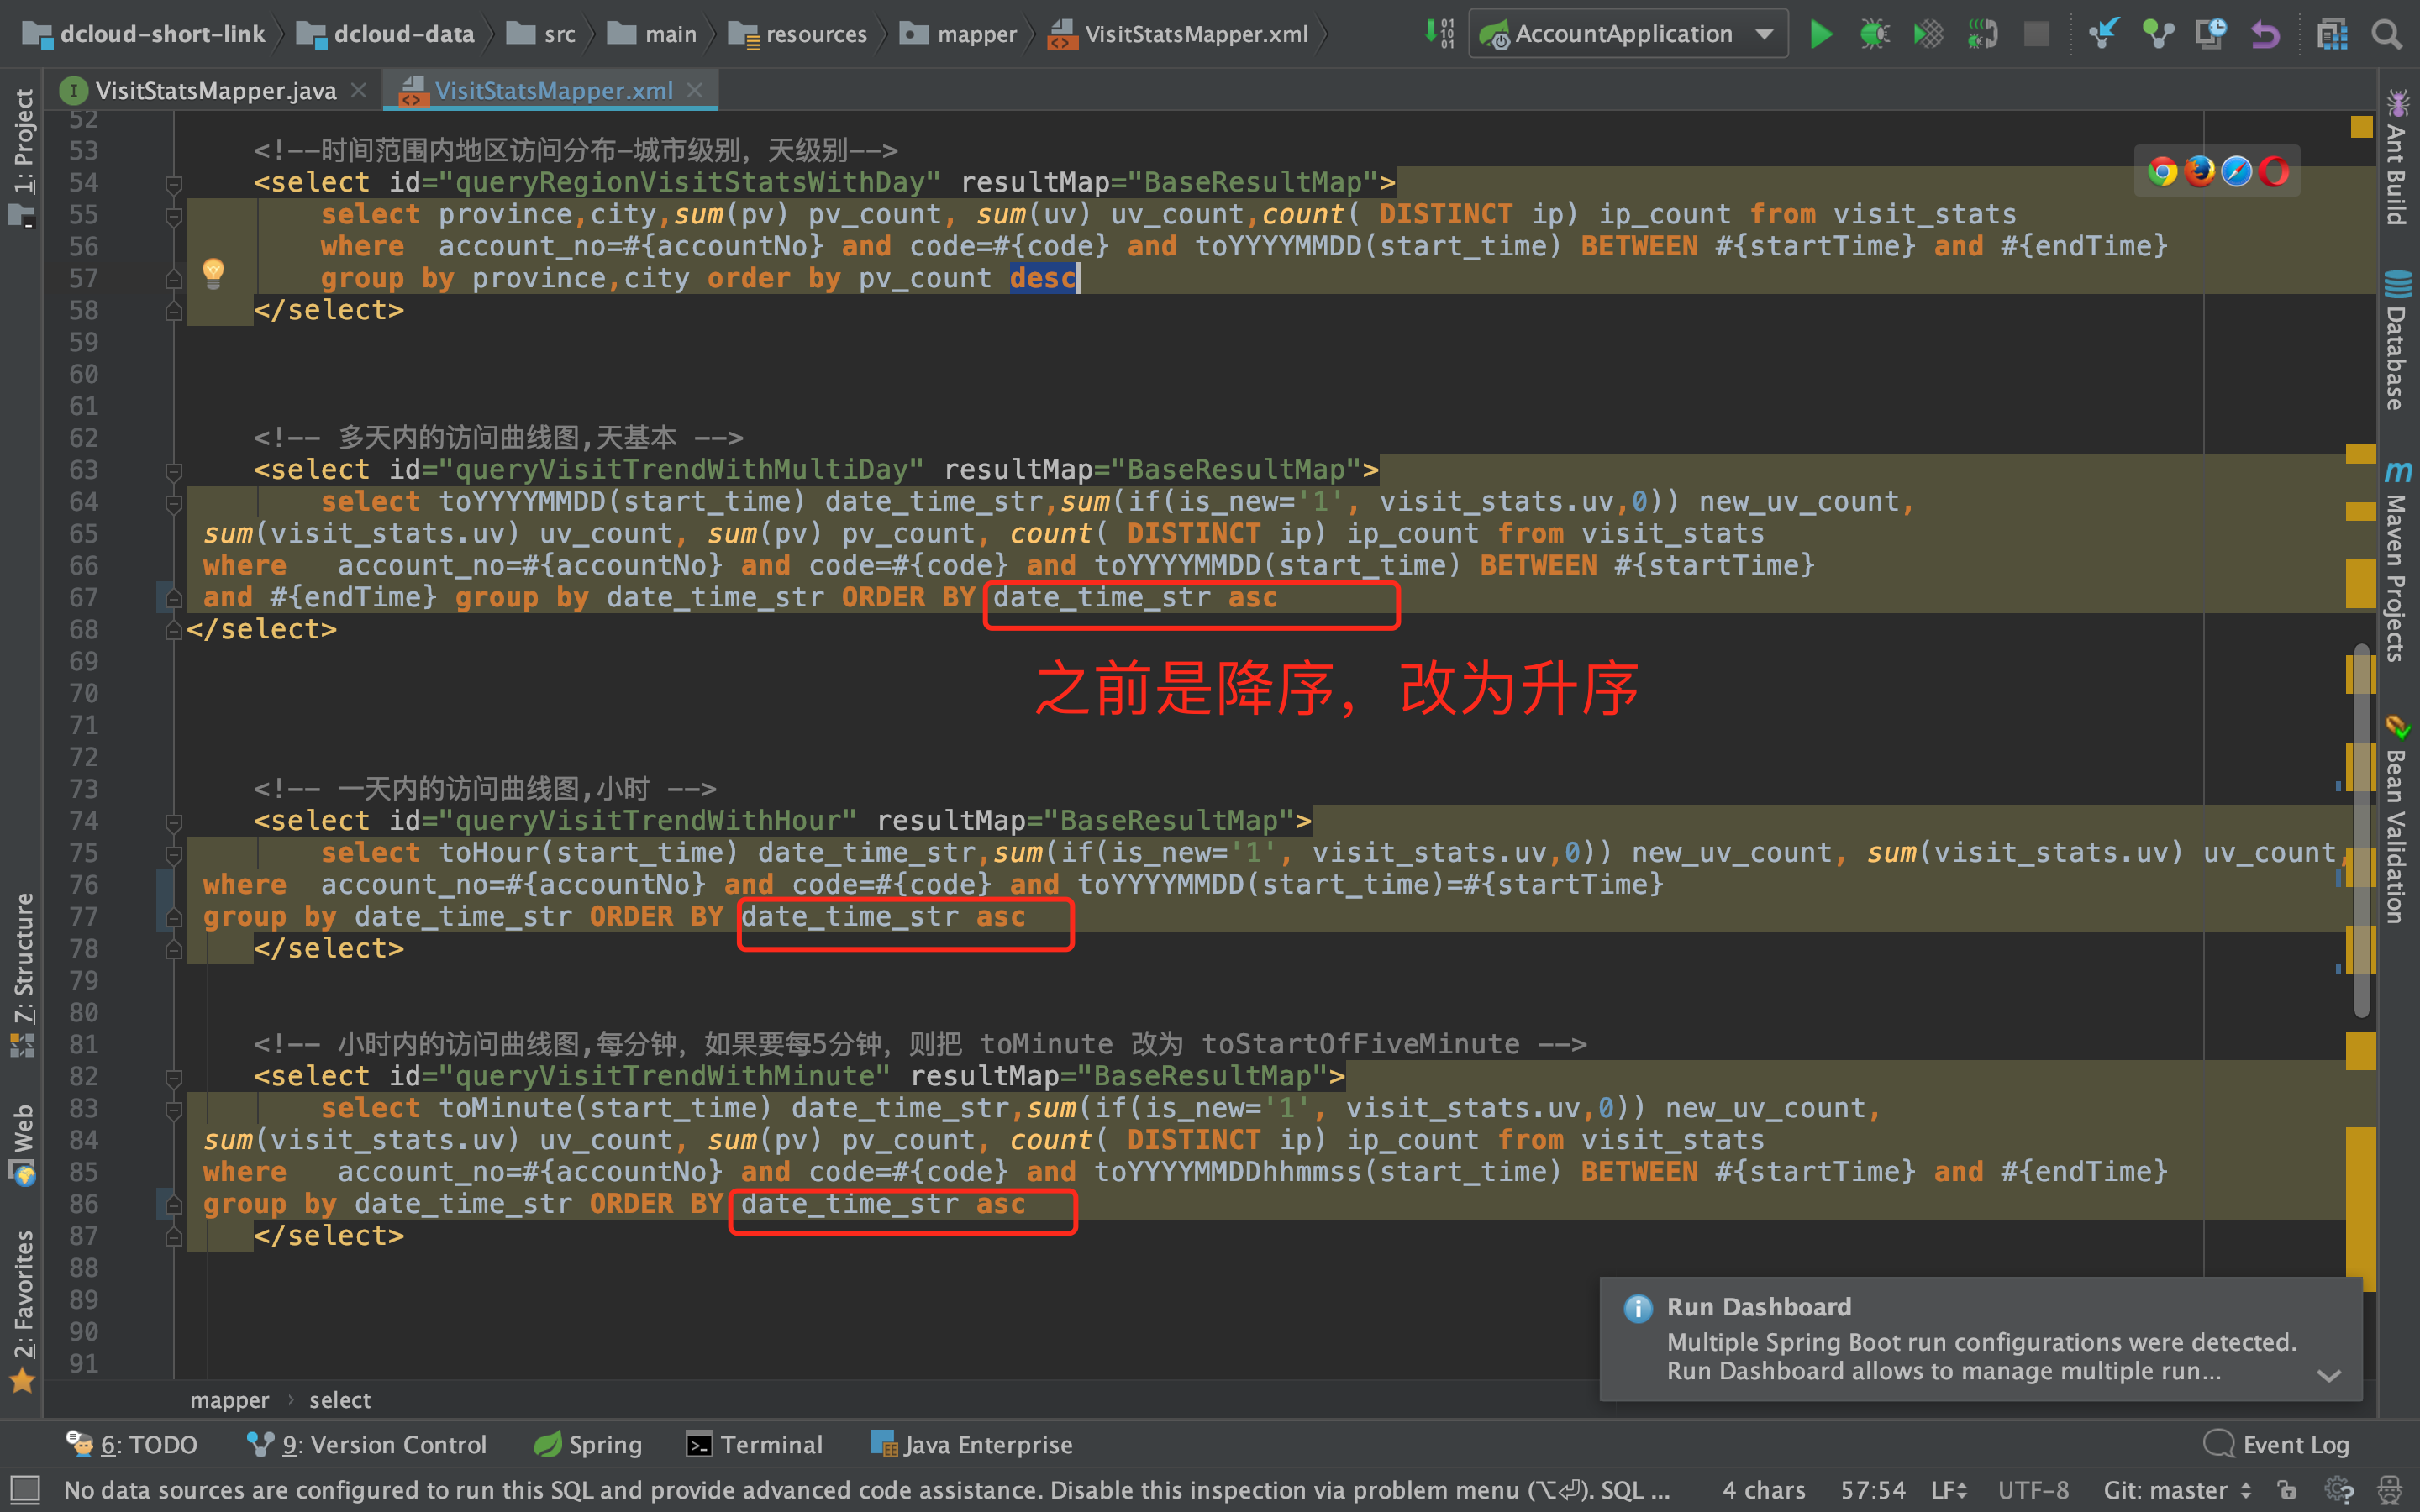 dcloud-short-link dcloud-data src main resources mapper VisitStatsMapper.xml AccountApplication
VisitStatsMapper.java VisitStatsMapper.xml
52
53 <!--时间范围内地区访问分布-城市级别，天级别-->
54 <select id="queryRegionVisitStatsWithDay" resultMap="BaseResultMap">
55 select province,city,sum(pv) pv_count, sum(uv) uv_count,count( DISTINCT ip) ip_count from visit_stats
56 where account_no=#{accountNo} and code=#{code} and toYYYYMMDD(start_time) BETWEEN #{startTime} and #{endTime}
57 group by province,city order by pv_count desc
58 </select>
59
60
61
62 <!-- 多天内的访问曲线图,天基本 -->
63 <select id="queryVisitTrendWithMultiDay" resultMap="BaseResultMap">
64 select toYYYYMMDD(start_time) date_time_str,sum(if(is_new='1', visit_stats.uv,0)) new_uv_count,
65 sum(visit_stats.uv) uv_count, sum(pv) pv_count, count( DISTINCT ip) ip_count from visit_stats
66 where account_no=#{accountNo} and code=#{code} and toYYYYMMDD(start_time) BETWEEN #{startTime}
67 and #{endTime} group by date_time_str ORDER BY date_time_str asc
68 </select>
69
之前是降序，改为升序
70
71
72
73 <!-- 一天内的访问曲线图,小时 -->
74 <select id="queryVisitTrendWithHour" resultMap="BaseResultMap">
75 select toHour(start_time) date_time_str,sum(if(is_new='1', visit_stats.uv,0)) new_uv_count, sum(visit_stats.uv) uv_count,
76 where account_no=#{accountNo} and code=#{code} and toYYYYMMDD(start_time)=#{startTime}
77 group by date_time_str ORDER BY date_time_str asc
78 </select>
79
80
81 <!-- 小时内的访问曲线图,每分钟，如果要每5分钟，则把 toMinute 改为 toStartOfFiveMinute -->
82 <select id="queryVisitTrendWithMinute" resultMap="BaseResultMap">
83 select toMinute(start_time) date_time_str,sum(if(is_new='1', visit_stats.uv,0)) new_uv_count,
84 sum(visit_stats.uv) uv_count, sum(pv) pv_count, count( DISTINCT ip) ip_count from visit_stats
85 where account_no=#{accountNo} and code=#{code} and toYYYYMMDDhhmmss(start_time) BETWEEN #{startTime} and #{endTime}
86 group by date_time_str ORDER BY date_time_str asc
87 </select>
88
89
90
91
1: Project
7: Structure
Web
2: Favorites
Ant Build
Database
Maven Projects
Bean Validation
Run Dashboard
Multiple Spring Boot run configurations were detected.
Run Dashboard allows to manage multiple run...
mapper › select
6: TODO 9: Version Control Spring Terminal Java Enterprise Event Log
No data sources are configured to run this SQL and provide advanced code assistance. Disable this inspection via problem menu (⌥⏎). SQL ... 4 chars 57:54 LF UTF-8 Git: master